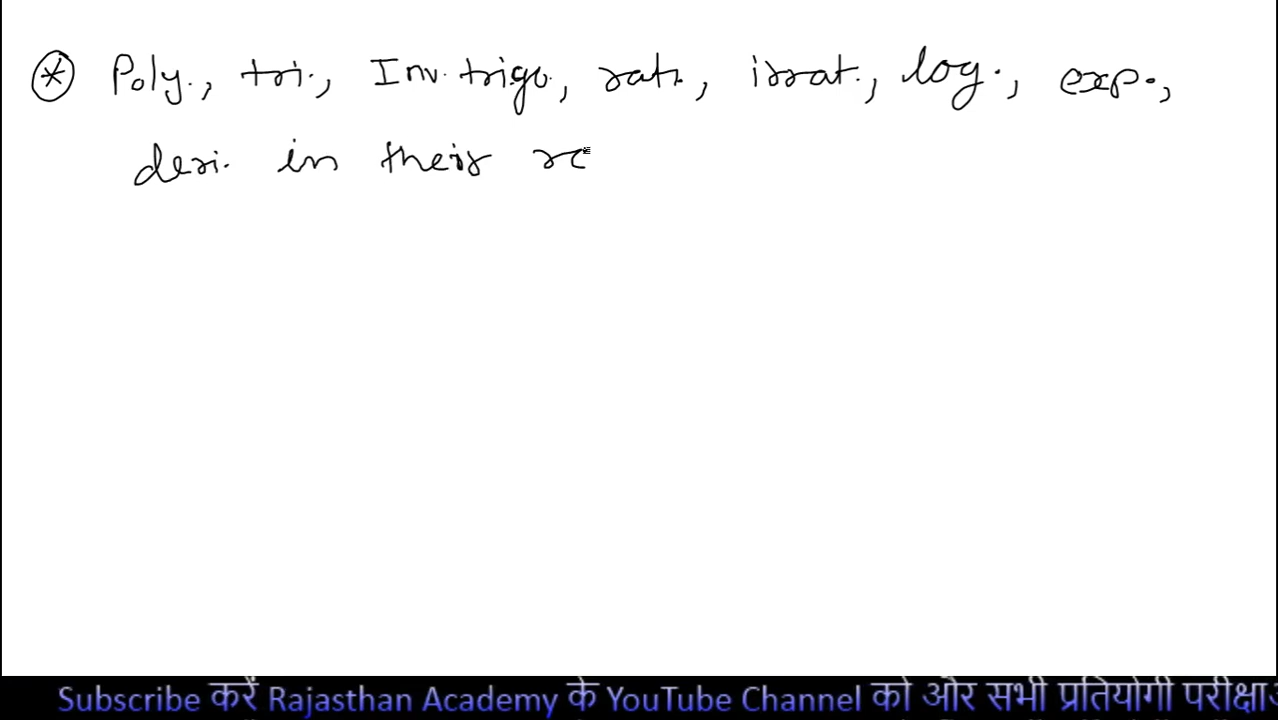 * Poly., tri., Inv. trigo., rat., irrat., log., exp.,
deri. in their
Subscribe करें Rajasthan Academy के YouTube Channel को और सभी प्रतियोगी